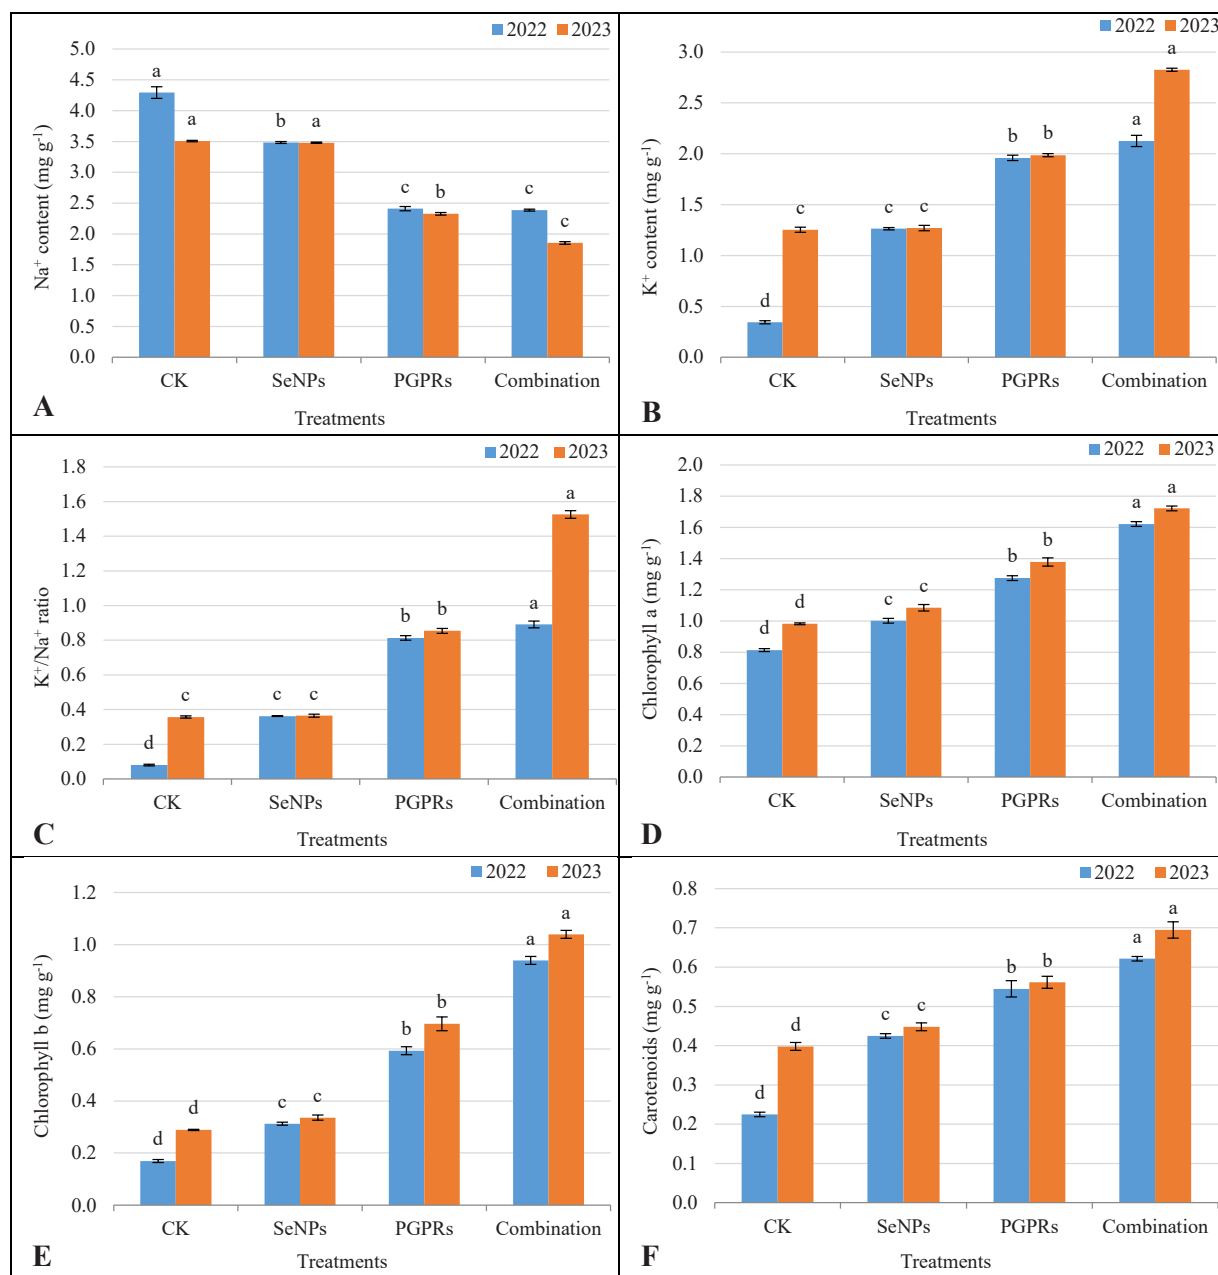 2022 2023
5.0
4.5
4.0
3.5
3.0
2.5
2.0
1.5
1.0
0.5
0.0
Na⁺ content (mg g⁻¹)
a a b a c b c c
CK SeNPs PGPRs Combination
Treatments
A
2022 2023
3.0
2.5
2.0
1.5
1.0
0.5
0.0
K⁺ content (mg g⁻¹)
d c c c b b a a
CK SeNPs PGPRs Combination
Treatments
B
2022 2023
1.8
1.6
1.4
1.2
1.0
0.8
0.6
0.4
0.2
0.0
K⁺/Na⁺ ratio
d c c c b b a a
CK SeNPs PGPRs Combination
Treatments
C
2022 2023
2.0
1.8
1.6
1.4
1.2
1.0
0.8
0.6
0.4
0.2
0.0
Chlorophyll a (mg g⁻¹)
d d c c b b a a
CK SeNPs PGPRs Combination
Treatments
D
2022 2023
1.2
1.0
0.8
0.6
0.4
0.2
0.0
Chlorophyll b (mg g⁻¹)
d d c c b b a a
CK SeNPs PGPRs Combination
Treatments
E
2022 2023
0.8
0.7
0.6
0.5
0.4
0.3
0.2
0.1
0.0
Carotenoids (mg g⁻¹)
d d c c b b a a
CK SeNPs PGPRs Combination
Treatments
F